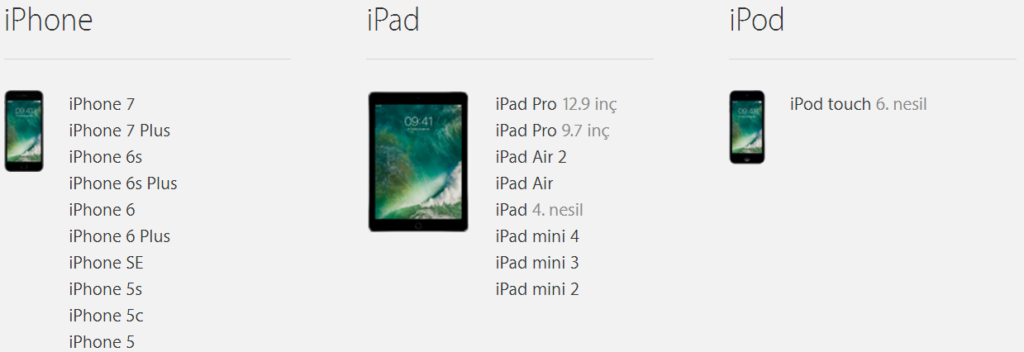 iPhone
iPhone 7
iPhone 7 Plus
iPhone 6s
iPhone 6s Plus
iPhone 6
iPhone 6 Plus
iPhone SE
iPhone 5s
iPhone 5c
iPhone 5
iPad
09:41
iPad Pro 12.9 inç
iPad Pro 9.7 inç
iPad Air 2
iPad Air
iPad 4. nesil
iPad mini 4
iPad mini 3
iPad mini 2
iPod
iPod touch 6. nesil